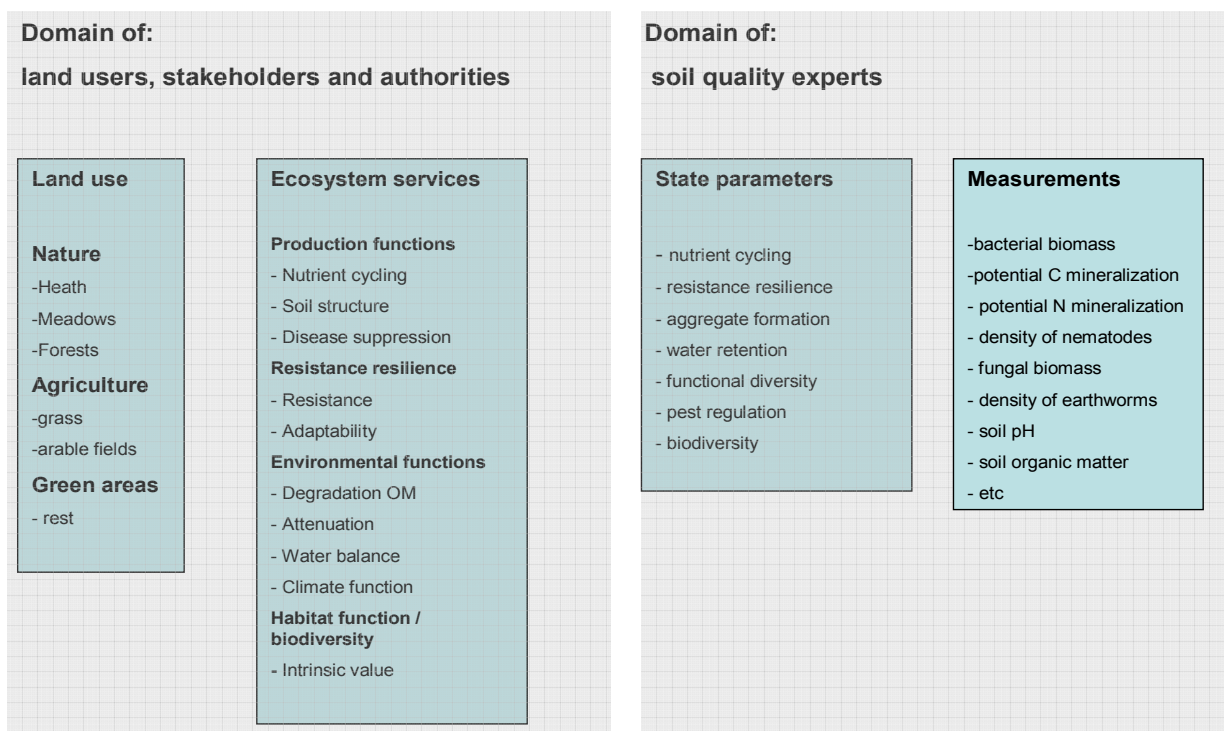 Domain of:
land users, stakeholders and authorities
Land use
Nature
-Heath
-Meadows
-Forests
Agriculture
-grass
-arable fields
Green areas
- rest
Ecosystem services
Production functions
- Nutrient cycling
- Soil structure
- Disease suppression
Resistance resilience
- Resistance
- Adaptability
Environmental functions
- Degradation OM
- Attenuation
- Water balance
- Climate function
Habitat function /
biodiversity
- Intrinsic value
Domain of:
soil quality experts
State parameters
- nutrient cycling
- resistance resilience
- aggregate formation
- water retention
- functional diversity
- pest regulation
- biodiversity
Measurements
-bacterial biomass
-potential C mineralization
- potential N mineralization
- density of nematodes
- fungal biomass
- density of earthworms
- soil pH
- soil organic matter
- etc